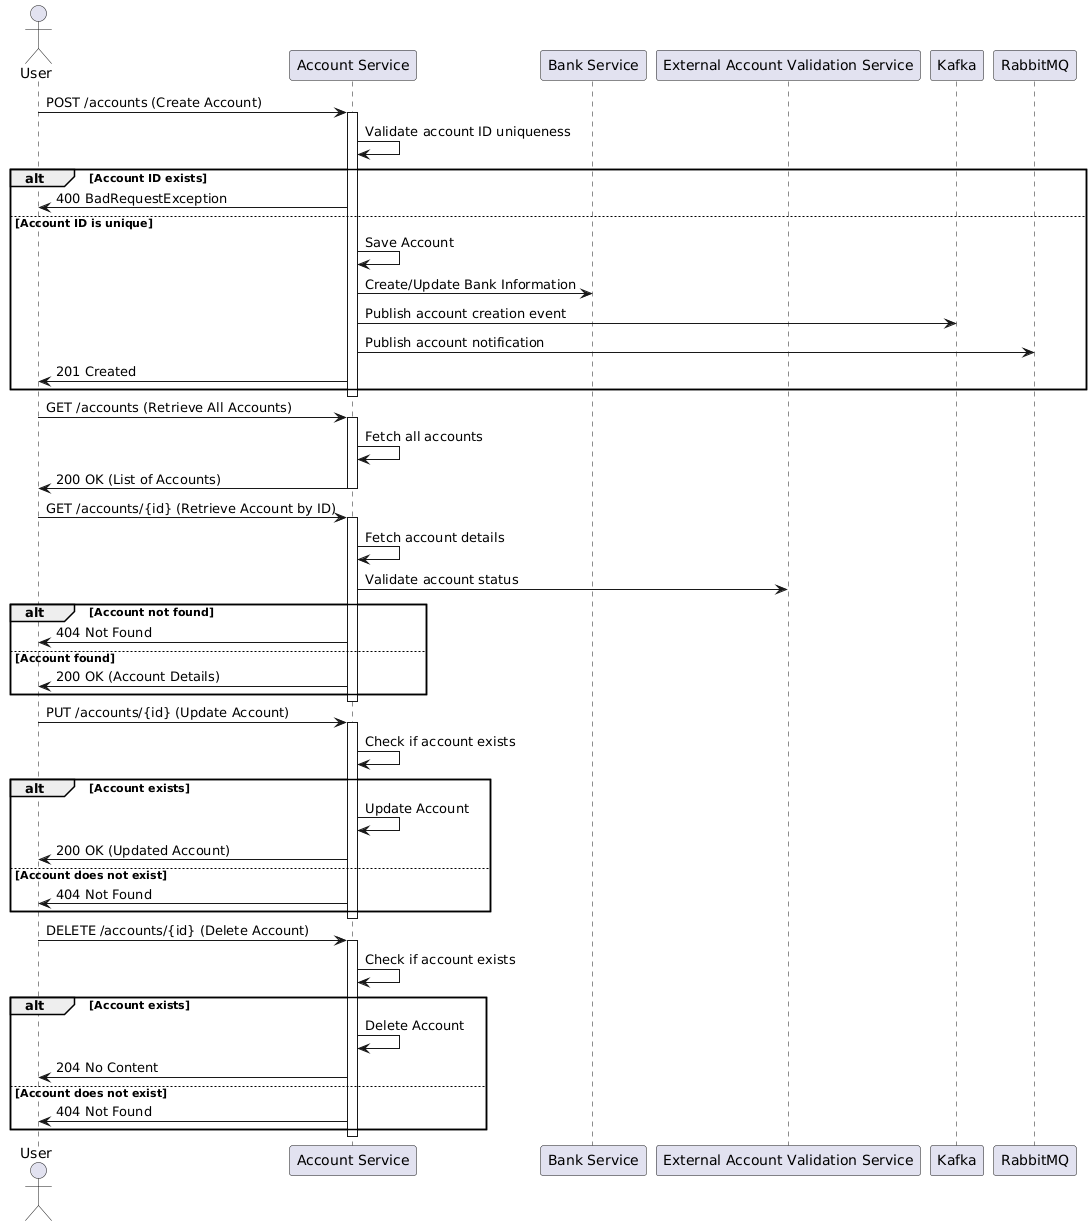 User
Account Service
Bank Service
External Account Validation Service
Kafka
RabbitMQ
POST /accounts (Create Account)
Validate account ID uniqueness
alt [Account ID exists]
400 BadRequestException
[Account ID is unique]
Save Account
Create/Update Bank Information
Publish account creation event
Publish account notification
201 Created
GET /accounts (Retrieve All Accounts)
Fetch all accounts
200 OK (List of Accounts)
GET /accounts/{id} (Retrieve Account by ID)
Fetch account details
Validate account status
alt [Account not found]
404 Not Found
[Account found]
200 OK (Account Details)
PUT /accounts/{id} (Update Account)
Check if account exists
alt [Account exists]
Update Account
200 OK (Updated Account)
[Account does not exist]
404 Not Found
DELETE /accounts/{id} (Delete Account)
Check if account exists
alt [Account exists]
Delete Account
204 No Content
[Account does not exist]
404 Not Found
User
Account Service
Bank Service
External Account Validation Service
Kafka
RabbitMQ